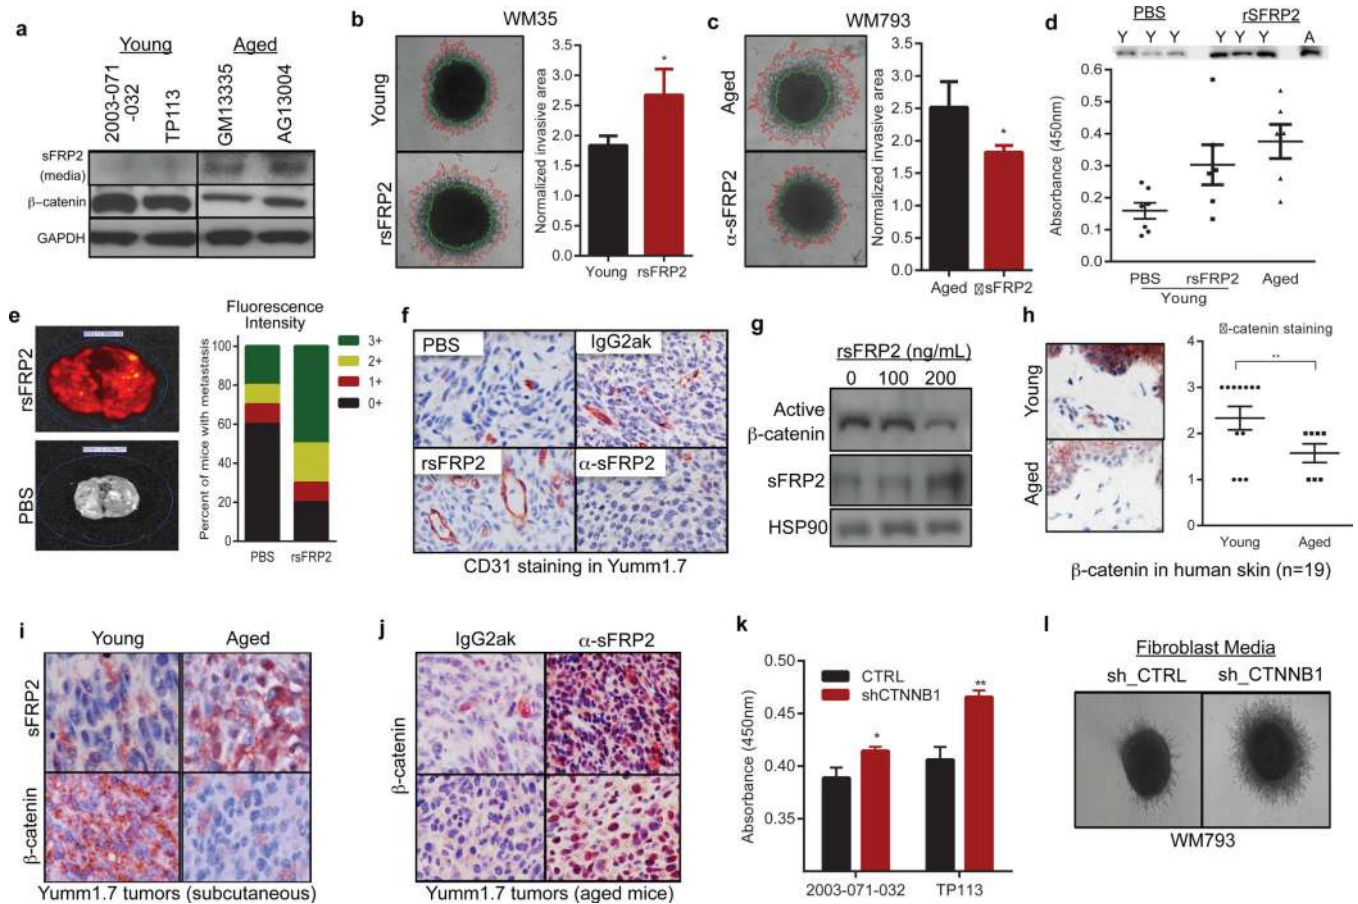 a
Young
Aged
2003-071
-032
TP113
GM13335
AG13004
sFRP2
(media)
β-catenin
GAPDH
b
WM35
Young
rsFRP2
Normalized invasive area
3.5
3.0
2.5
2.0
1.5
1.0
0.5
0.0
*
Young
rsFRP2
c
WM793
Aged
α-sFRP2
Normalized invasive area
3.5
3.0
2.5
2.0
1.5
1.0
0.5
0.0
*
Aged
sFRP2
d
PBS
rSFRP2
Y Y Y
Y Y Y
A
Absorbance (450nm)
0.6
0.5
0.4
0.3
0.2
0.1
0.0
PBS
rsFRP2
Aged
Young
e
rsFRP2
PBS
Fluorescence
Intensity
Percent of mice with metastasis
100
80
60
40
20
0
PBS
rsFRP2
3+
2+
1+
0+
f
PBS
IgG2ak
rsFRP2
α-sFRP2
CD31 staining in Yumm1.7
g
rsFRP2 (ng/mL)
0 100 200
Active
β-catenin
sFRP2
HSP90
h
Young
Aged
-catenin staining
**
4
3
2
1
0
Young
Aged
β-catenin in human skin (n=19)
i
Young
Aged
sFRP2
β-catenin
Yumm1.7 tumors (subcutaneous)
j
IgG2ak
α-sFRP2
β-catenin
Yumm1.7 tumors (aged mice)
k
Absorbance (450nm)
0.50
0.45
0.40
0.35
CTRL
shCTNNB1
*
**
2003-071-032
TP113
l
Fibroblast Media
sh_CTRL
sh_CTNNB1
WM793